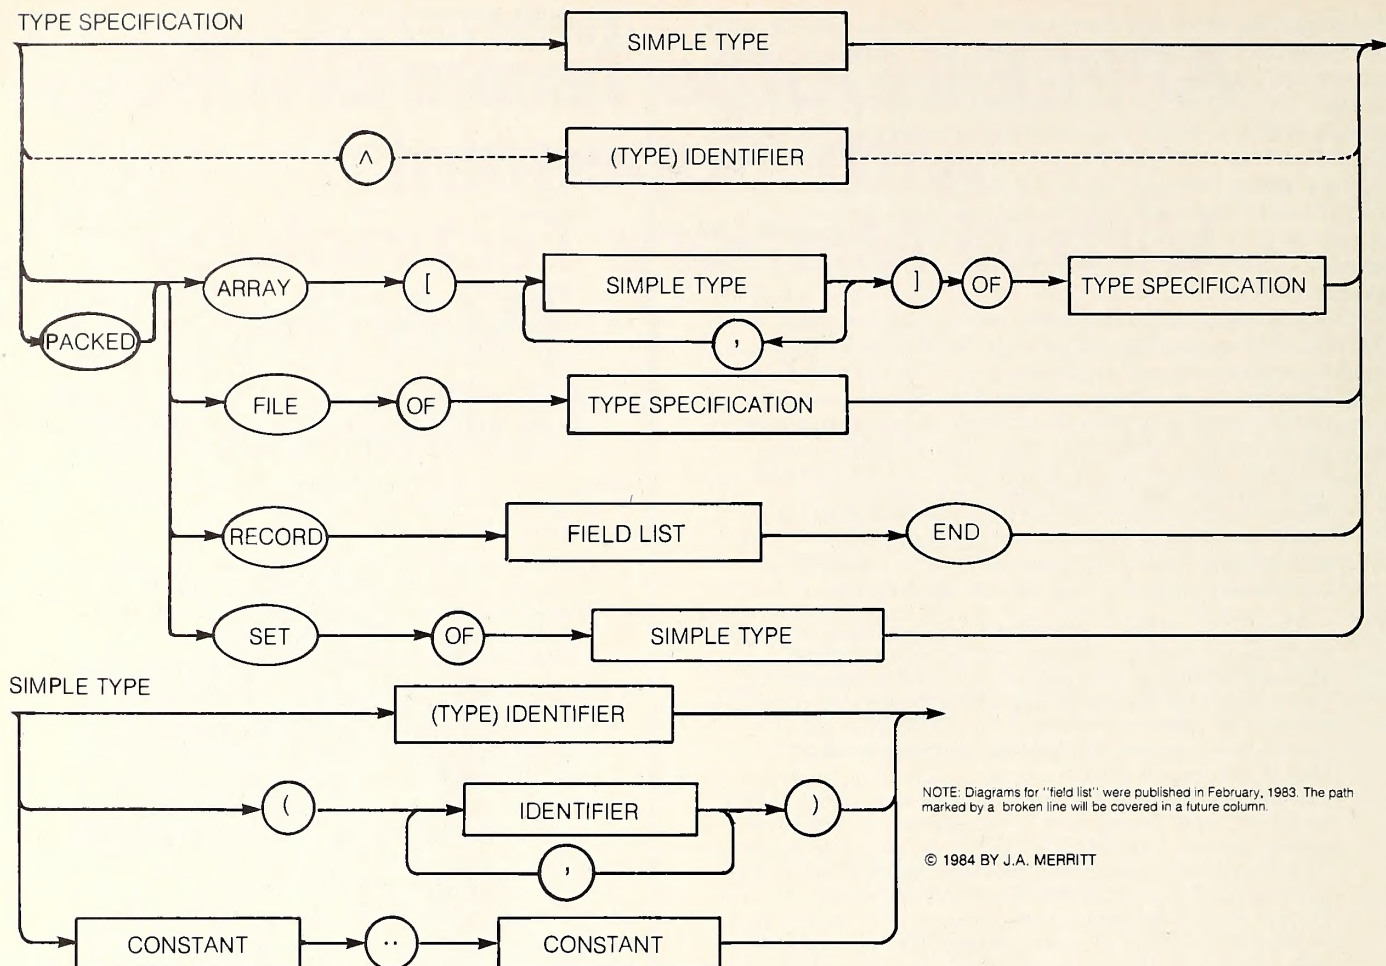 TYPE SPECIFICATION
SIMPLE TYPE
^ (TYPE) IDENTIFIER
ARRAY [ SIMPLE TYPE ] OF TYPE SPECIFICATION
PACKED ,
FILE OF TYPE SPECIFICATION
RECORD FIELD LIST END
SET OF SIMPLE TYPE
SIMPLE TYPE
(TYPE) IDENTIFIER
( IDENTIFIER )
,
CONSTANT .. CONSTANT
NOTE: Diagrams for "field list" were published in February, 1983. The path
marked by a broken line will be covered in a future column.
© 1984 BY J.A. MERRITT